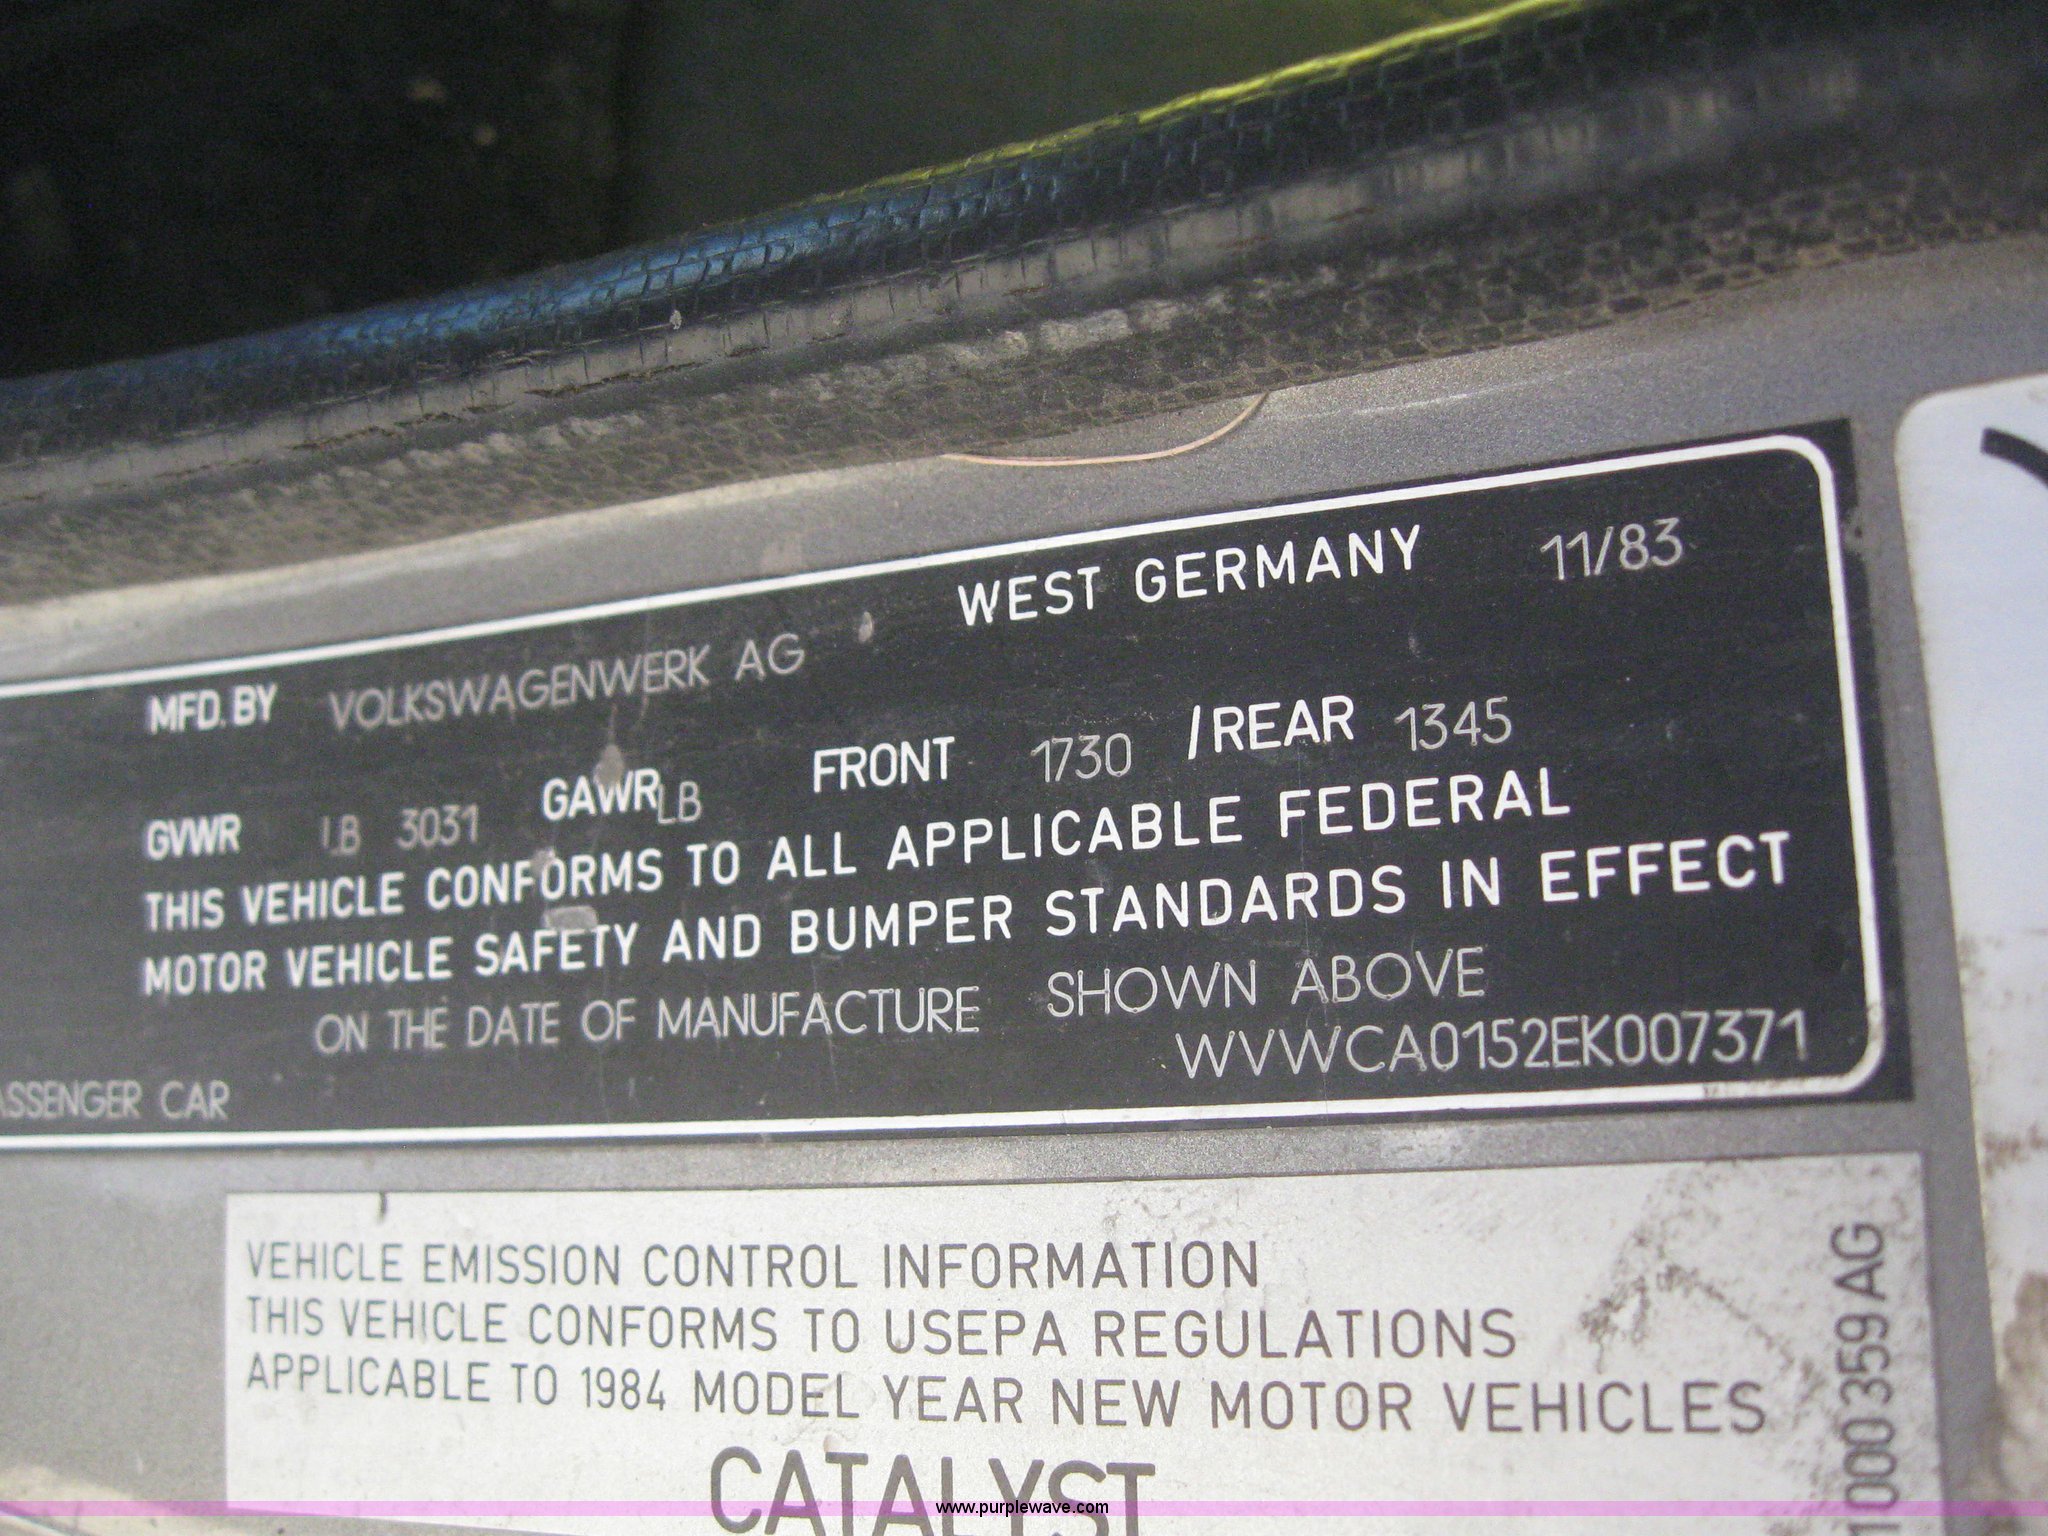 MFD. BY VOLKSWAGENWERK AG WEST GERMANY 11/83
GVWR LB 3031 GAWR LB FRONT 1730 /REAR 1345
THIS VEHICLE CONFORMS TO ALL APPLICABLE FEDERAL
MOTOR VEHICLE SAFETY AND BUMPER STANDARDS IN EFFECT
ON THE DATE OF MANUFACTURE SHOWN ABOVE
WVWCA0152EK007371
ASSENGER CAR
VEHICLE EMISSION CONTROL INFORMATION
THIS VEHICLE CONFORMS TO USEPA REGULATIONS
APPLICABLE TO 1984 MODEL YEAR NEW MOTOR VEHICLES
CATALYST
1000359AG
www.purplewave.com